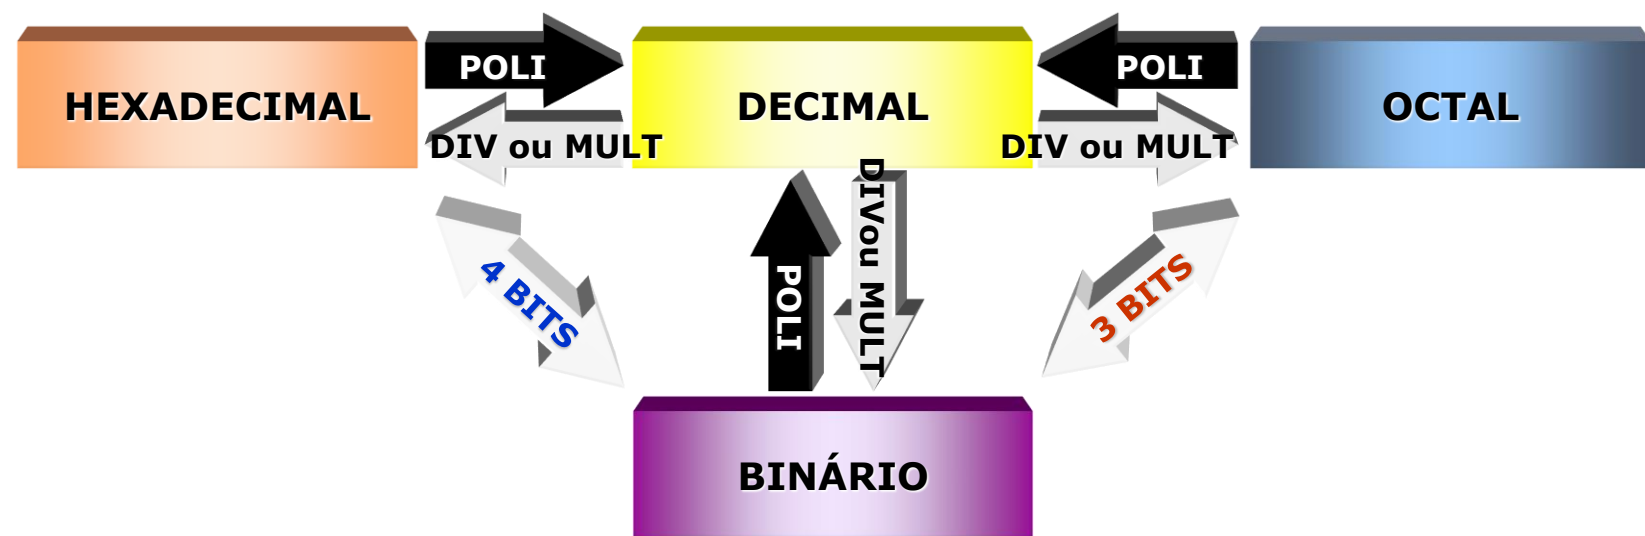 POLI
POLI
HEXADECIMAL
DECIMAL
OCTAL
DIV ou MULT
DIV ou MULT
4 BITS
POLI
DIVou MULT
3 BITS
BINÁRIO